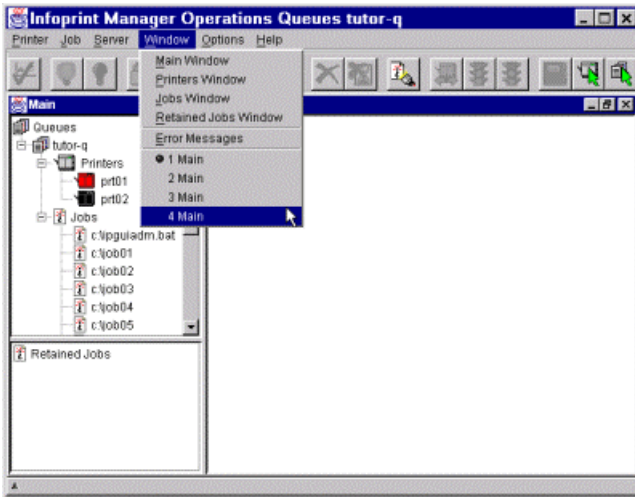 Infoprint Manager Operations Queues tutor-q
Printer Job Server Window Options Help
Main Window
Printers Window
Jobs Window
Retained Jobs Window
Error Messages
1 Main
2 Main
3 Main
4 Main
Main
Queues
tutor-q
Printers
prt01
prt02
Jobs
c:\ipguiadm.bat
c:\job01
c:\job02
c:\job03
c:\job04
c:\job05
Retained Jobs